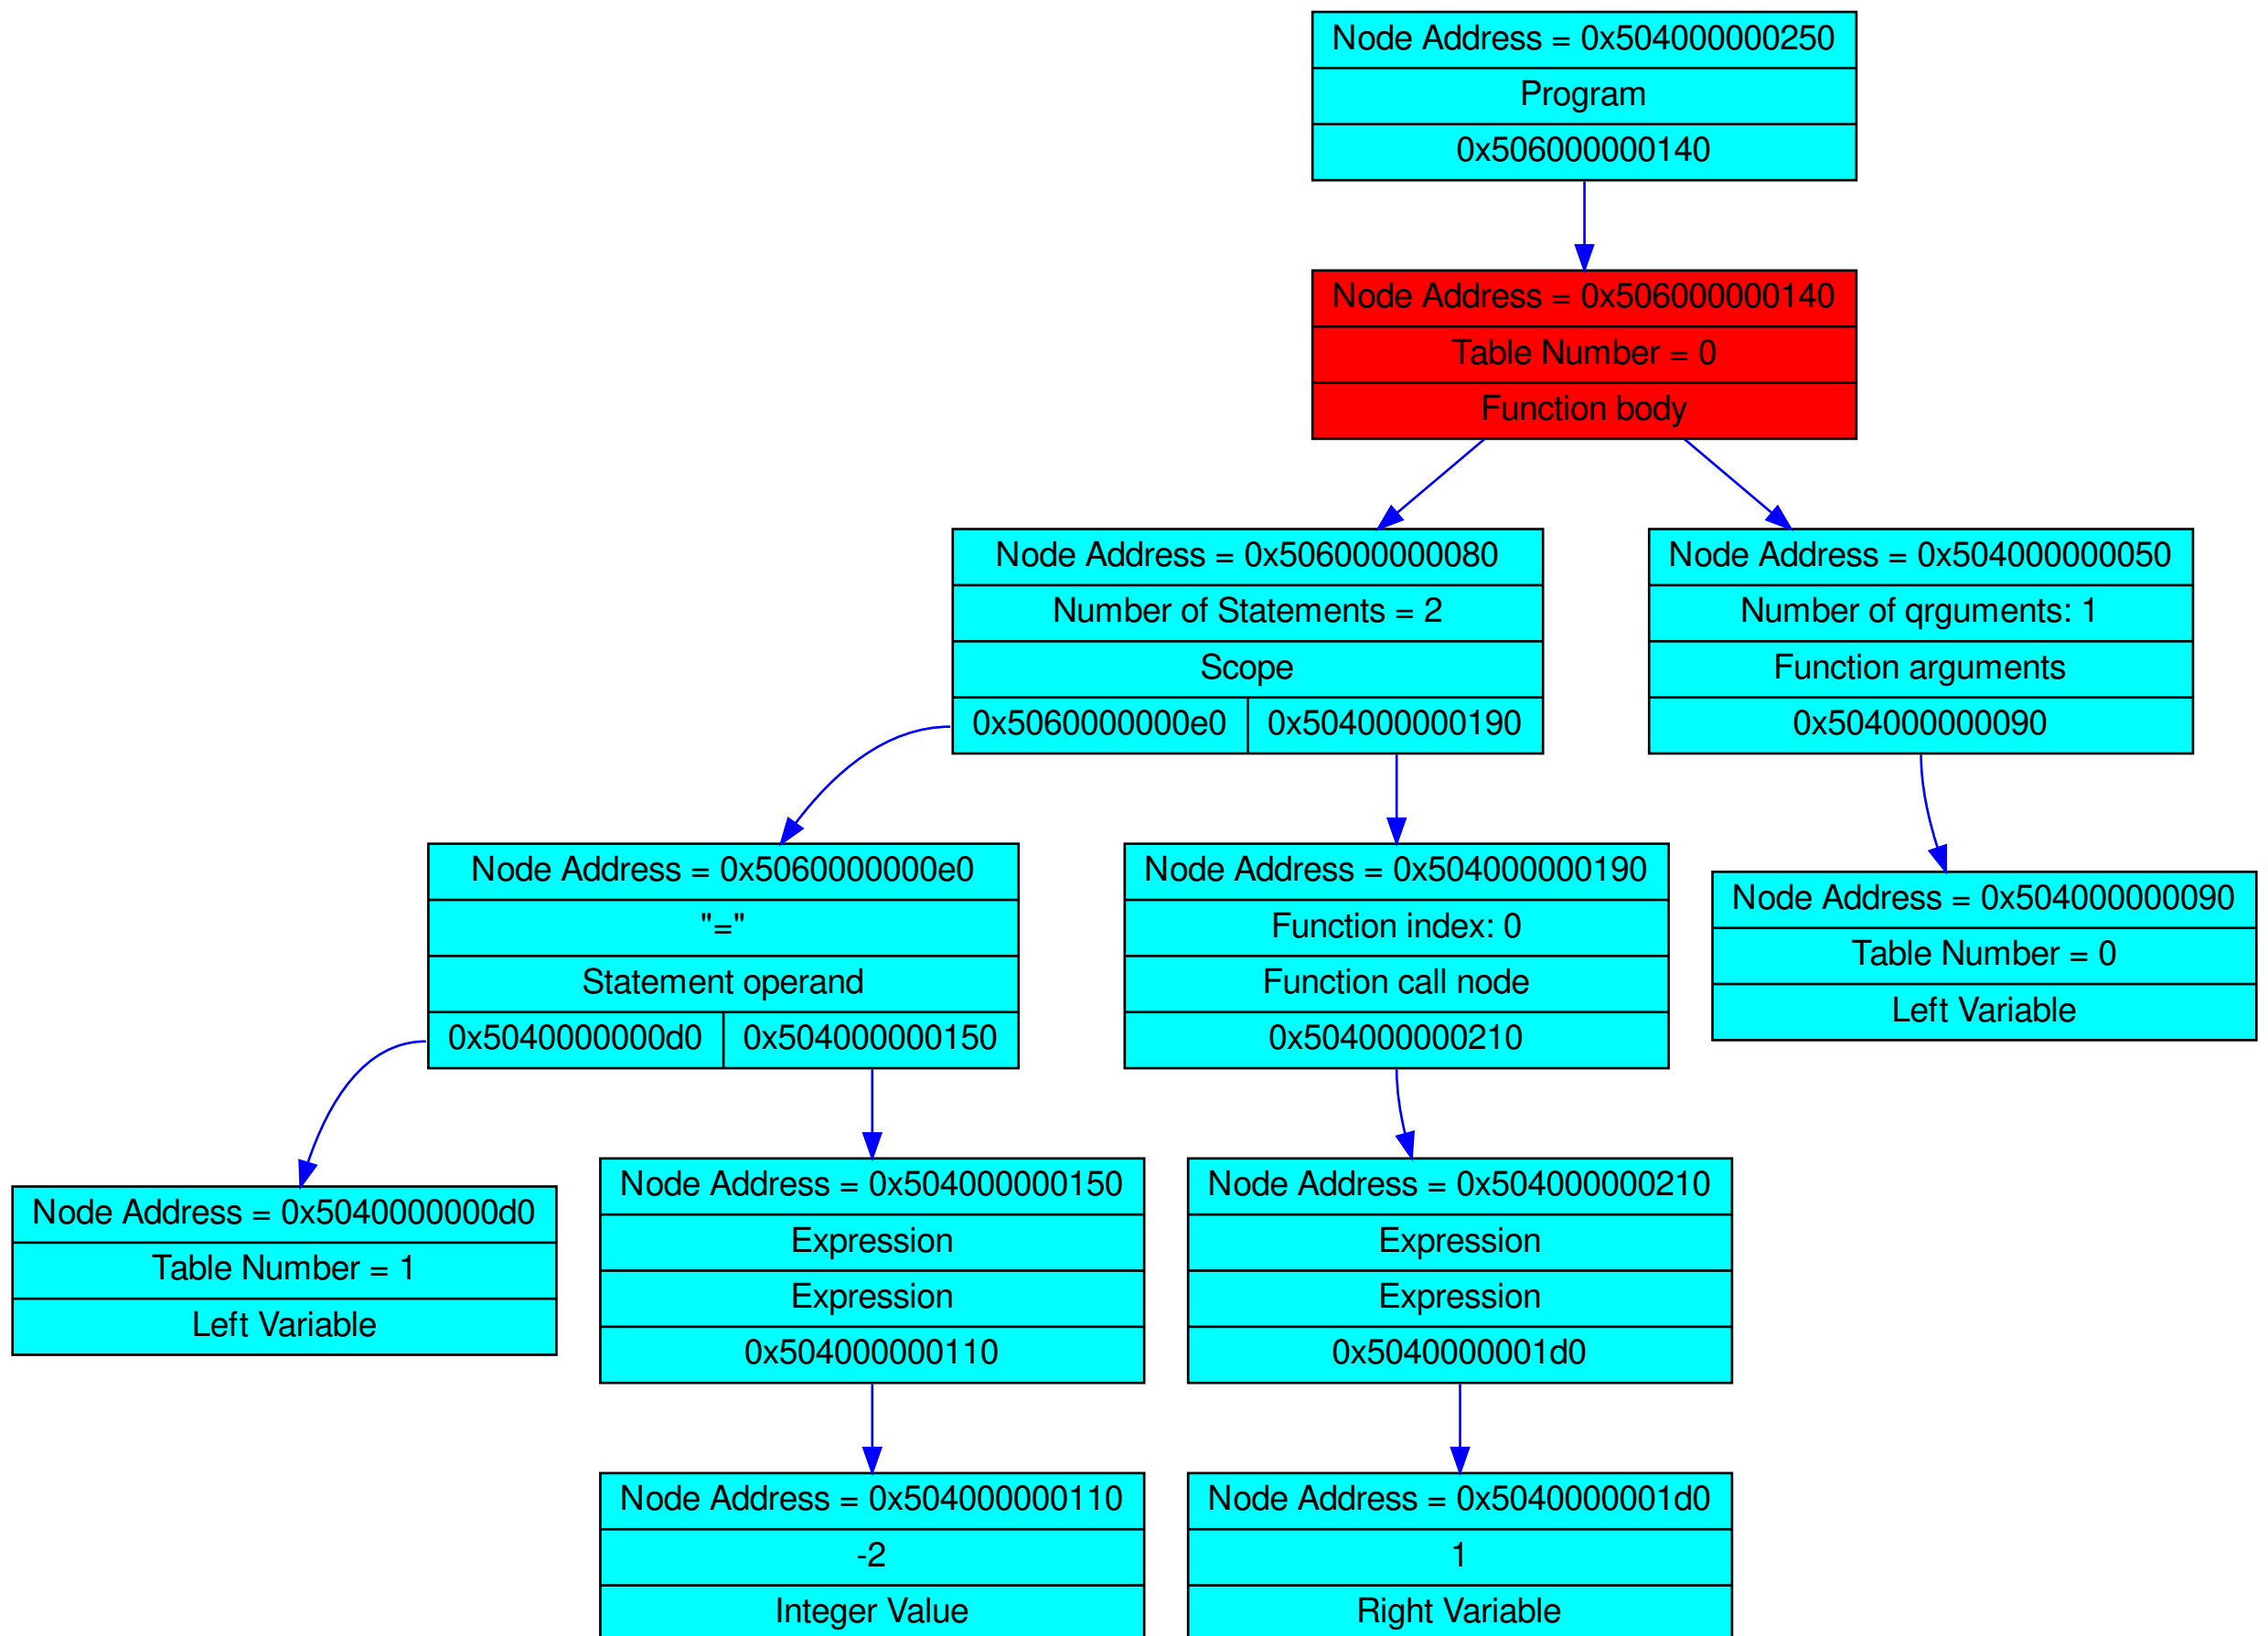 Node Address = 0x504000000250
Program
0x506000000140
Node Address = 0x506000000140
Table Number = 0
Function body
Node Address = 0x506000000080
Number of Statements = 2
Scope
0x5060000000e0 0x504000000190
Node Address = 0x504000000050
Number of qrguments: 1
Function arguments
0x504000000090
Node Address = 0x5060000000e0
"="
Statement operand
0x5040000000d0 0x504000000150
Node Address = 0x504000000190
Function index: 0
Function call node
0x504000000210
Node Address = 0x504000000090
Table Number = 0
Left Variable
Node Address = 0x5040000000d0
Table Number = 1
Left Variable
Node Address = 0x504000000150
Expression
Expression
0x504000000110
Node Address = 0x504000000210
Expression
Expression
0x5040000001d0
Node Address = 0x504000000110
-2
Integer Value
Node Address = 0x5040000001d0
1
Right Variable